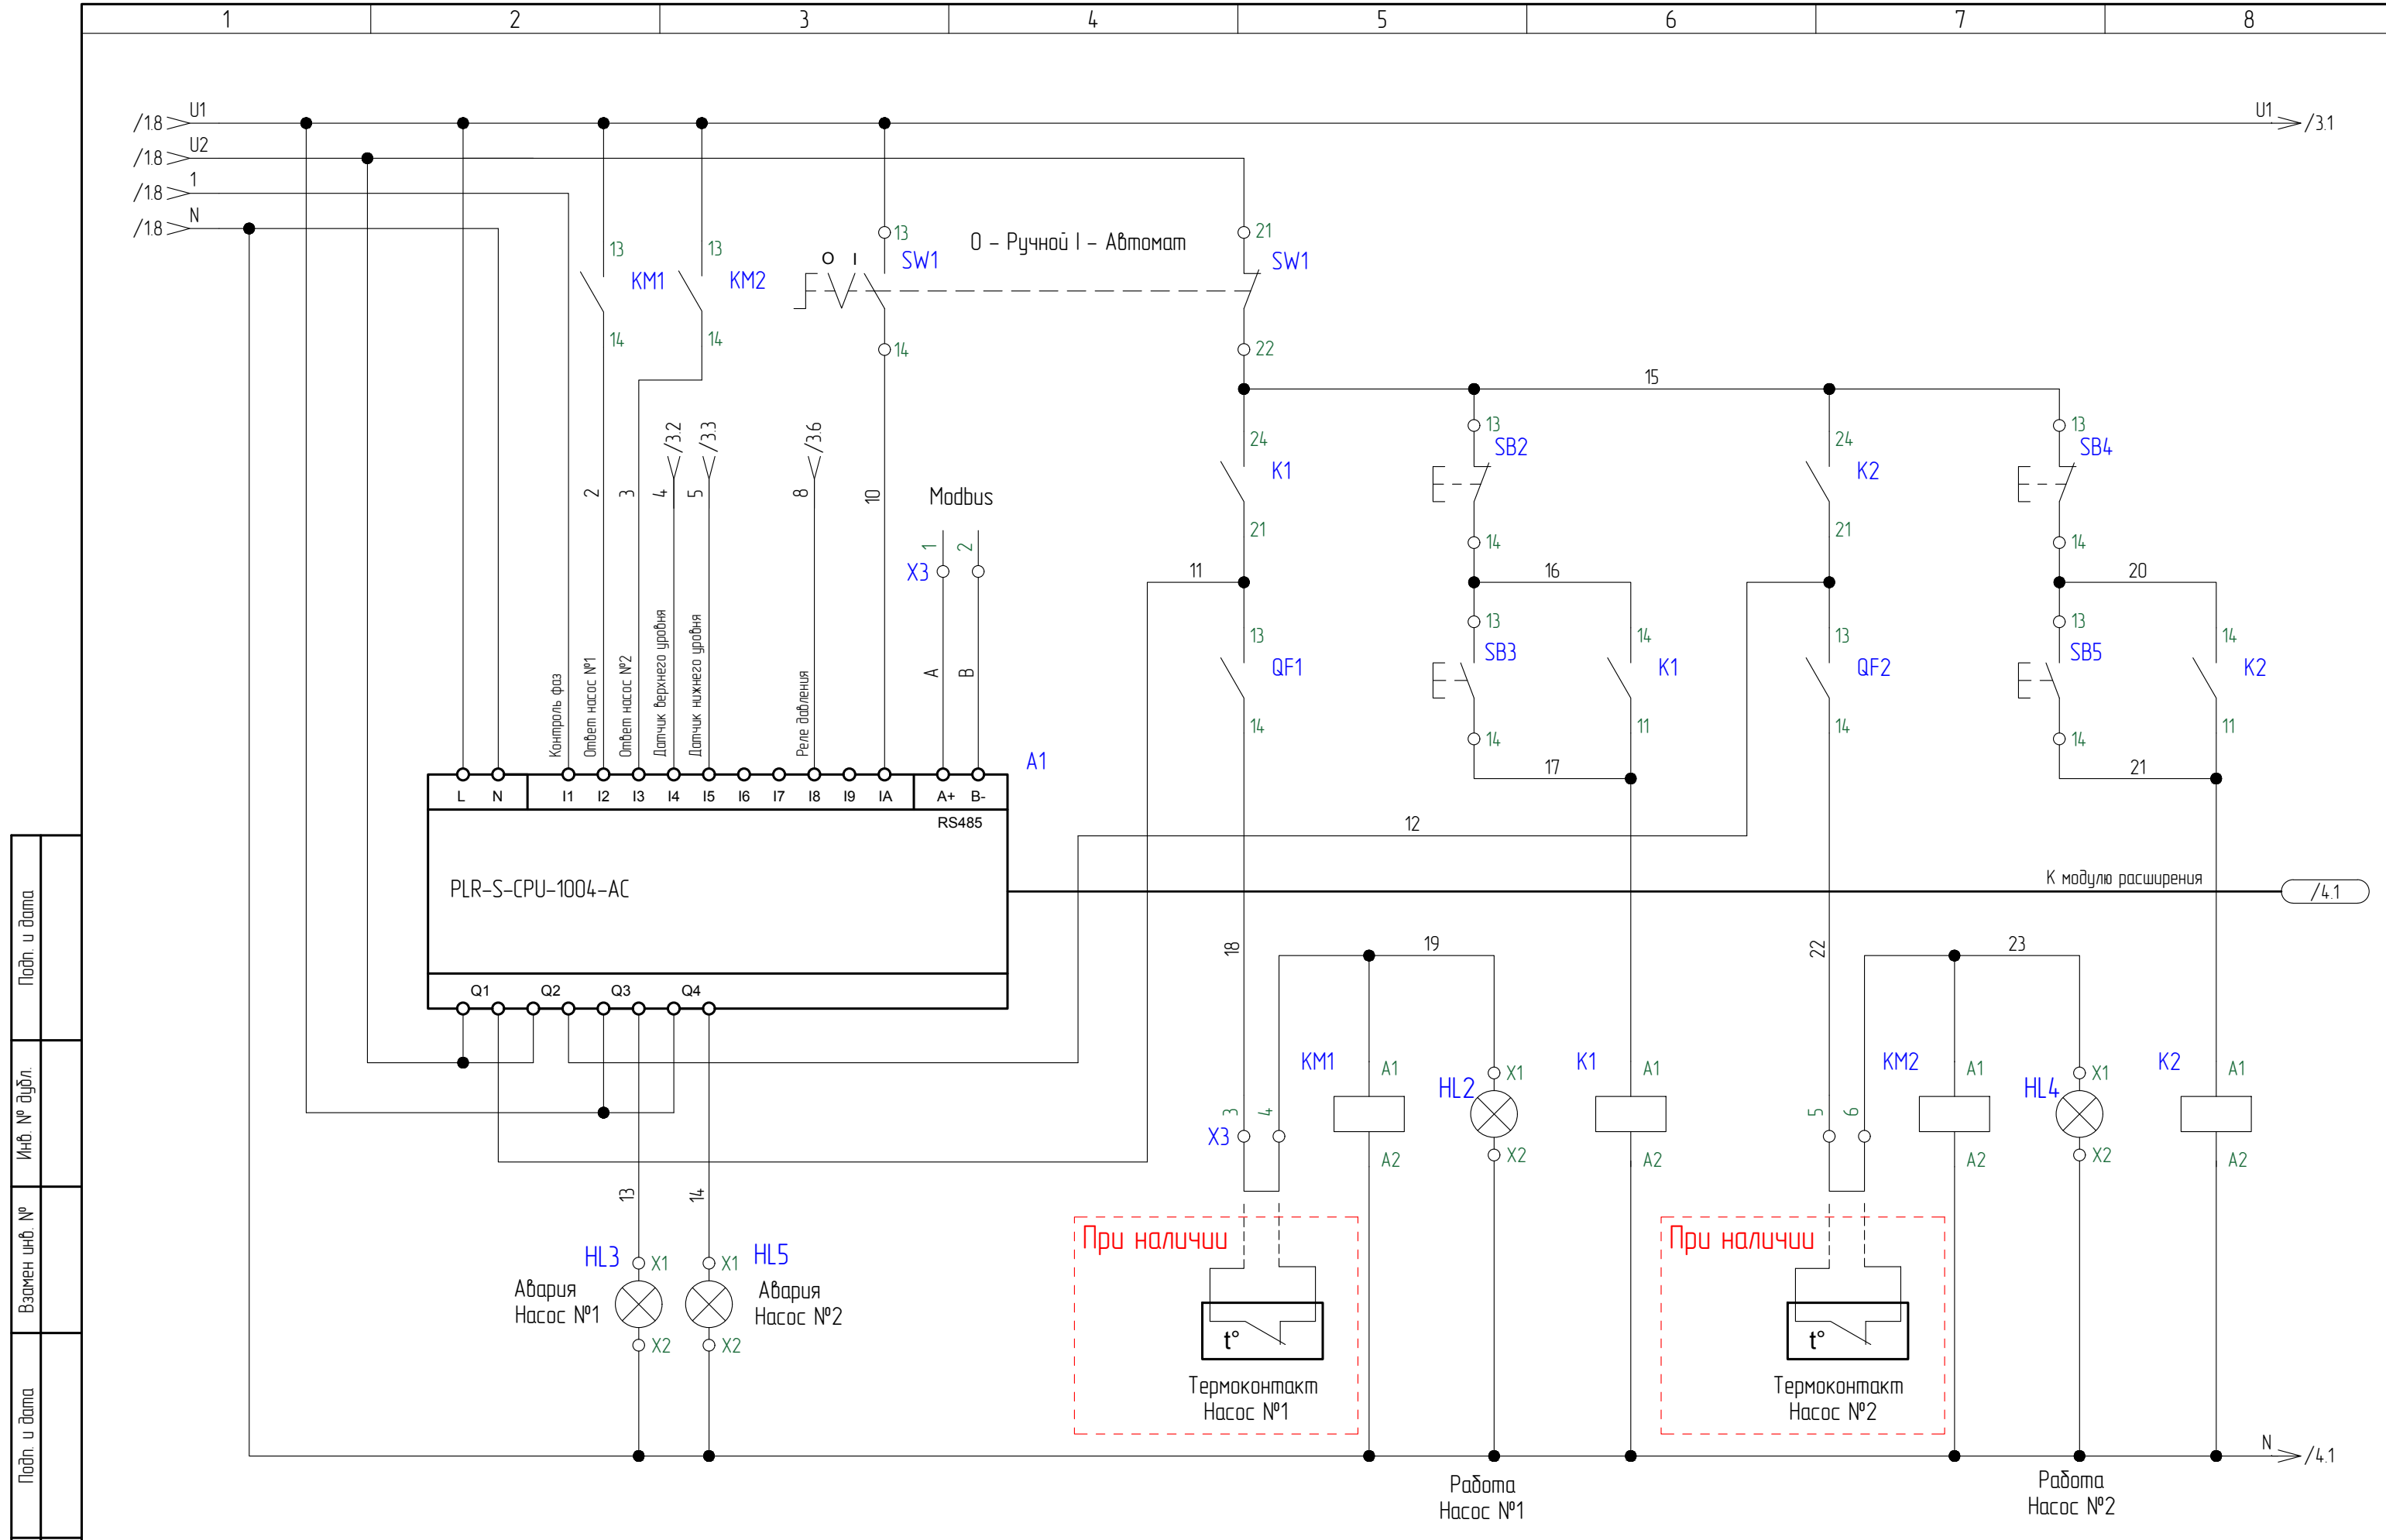 1 2 3 4 5 6 7 8
/1.8 U1
U1 /3.1
/1.8 U2
/1.8 1
/1.8 N
13 KM1 14
13 KM2 14
O I
13 SW1 14
0 - Ручной I - Автомат
21 SW1 22
15
2
3
4 /3.2
5 /3.3
8 /3.6
10
Modbus
X3 1 2
A
B
Контроль фаз
Ответ насос №1
Ответ насос №2
Датчик верхнего уровня
Датчик нижнего уровня
Реле давления
24 K1 21
13 SB2 14
24 K2 21
13 SB4 14
11
16
20
13 QF1 14
13 SB3 14
14 K1 11
13 QF2 14
13 SB5 14
14 K2 11
17
21
12
A1
L N I1 I2 I3 I4 I5 I6 I7 I8 I9 IA A+ B-
RS485
PLR-S-CPU-1004-AC
Q1 Q2 Q3 Q4
К модулю расширения
/4.1
18
19
22
23
X3 3 4
KM1 A1 A2
HL2 X1 X2
K1 A1 A2
5 6
KM2 A1 A2
HL4 X1 X2
K2 A1 A2
13
14
HL3 X1 X2
Авария
Насос №1
HL5 X1 X2
Авария
Насос №2
При наличии
t°
Термоконтакт
Насос №1
При наличии
t°
Термоконтакт
Насос №2
N /4.1
Работа
Насос №1
Работа
Насос №2
Подп. и дата
Инв. № дубл.
Взамен инв. №
Подп. и дата